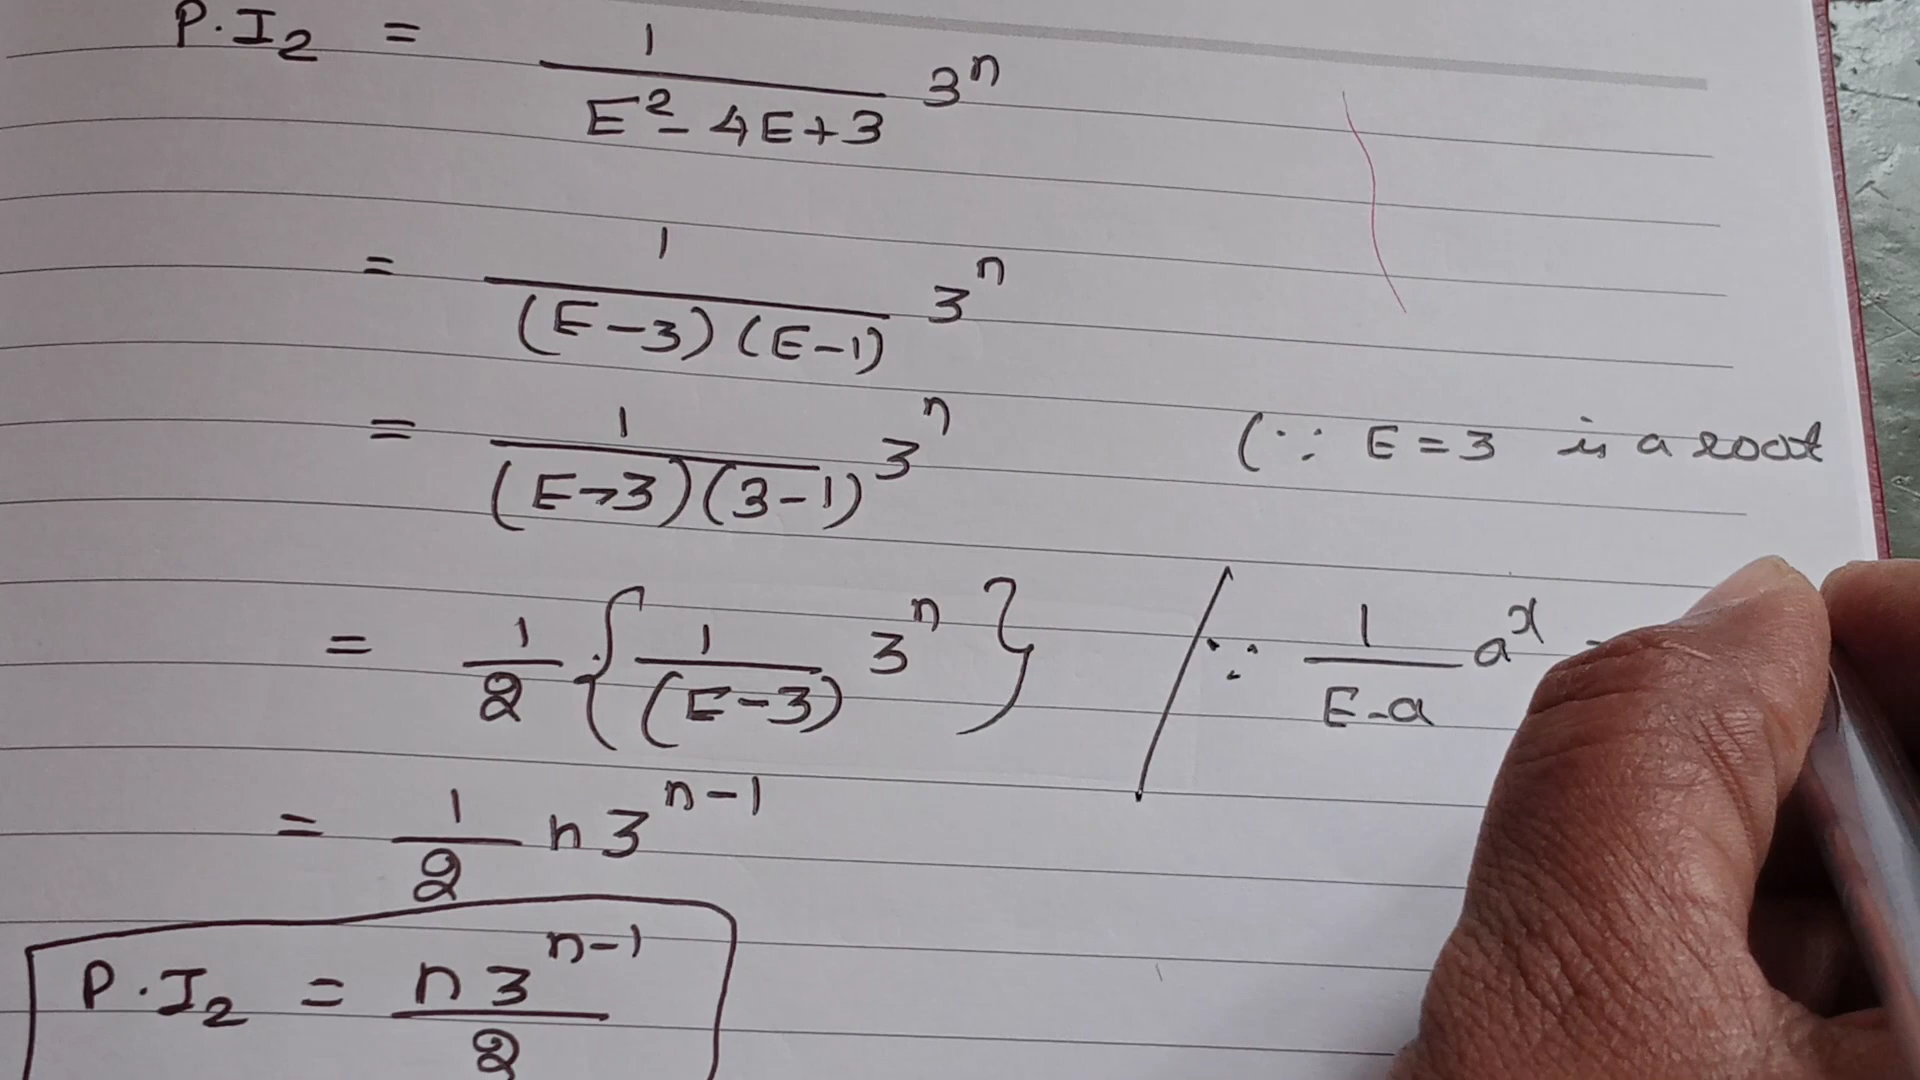 P.I₂ = 1/(E² - 4E + 3) 3ⁿ
= 1/((E-3)(E-1)) 3ⁿ
= 1/((E-3)(3-1)) 3ⁿ (∵ E = 3 is a root
= 1/2 { 1/(E-3) 3ⁿ } ∵ 1/(E-a) aˣ
= 1/2 n 3ⁿ⁻¹
P.I₂ = n 3ⁿ⁻¹/2